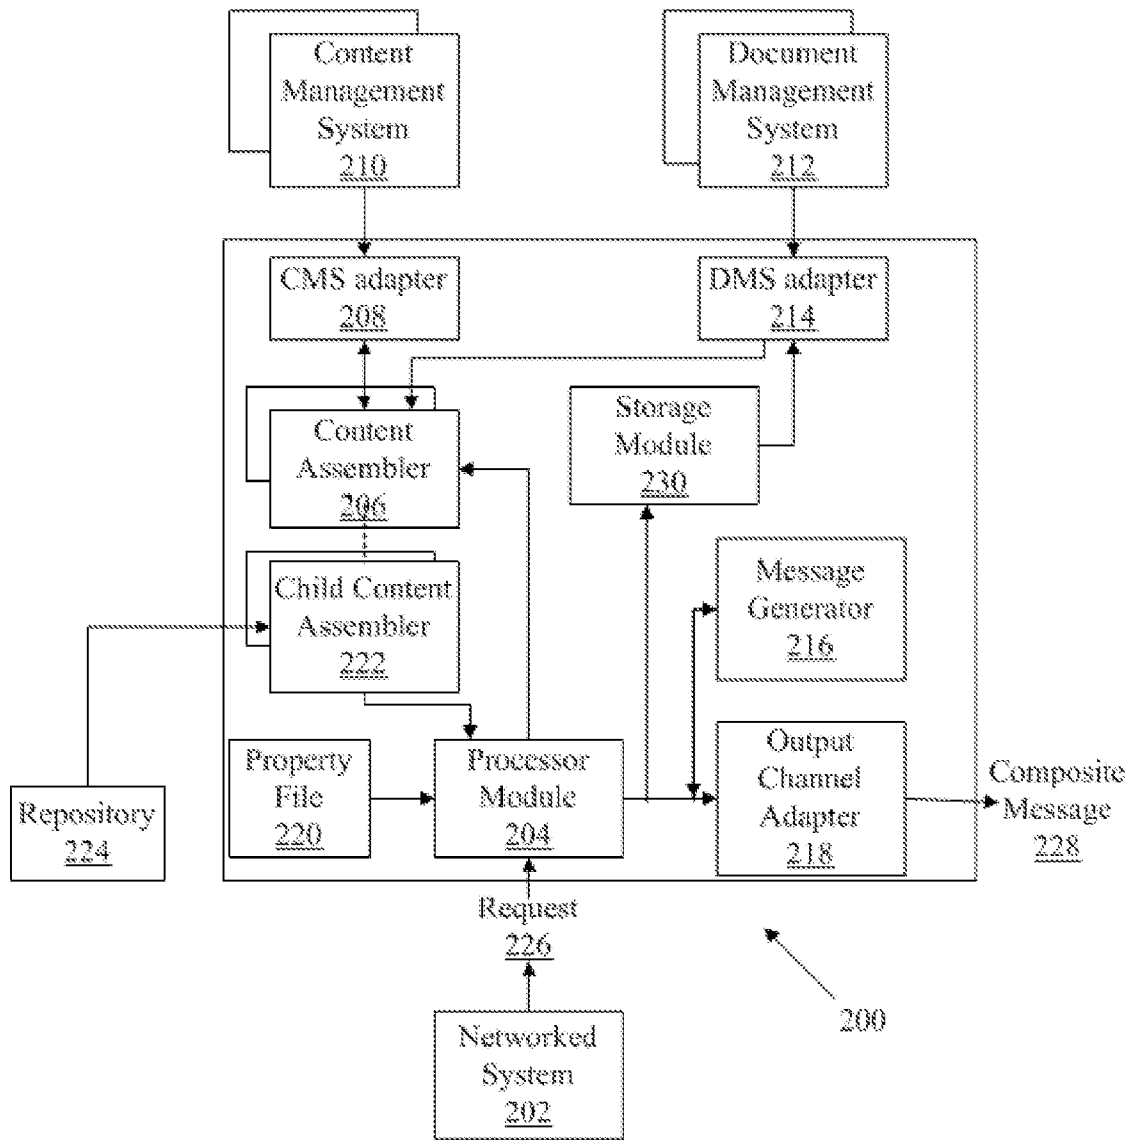 Content
Management
System
210
Document
Management
System
212
CMS adapter
208
DMS adapter
214
Content
Assembler
206
Storage
Module
230
Child Content
Assembler
222
Message
Generator
216
Property
File
220
Processor
Module
204
Output
Channel
Adapter
218
Composite
Message
228
Repository
224
Request
226
Networked
System
202
200